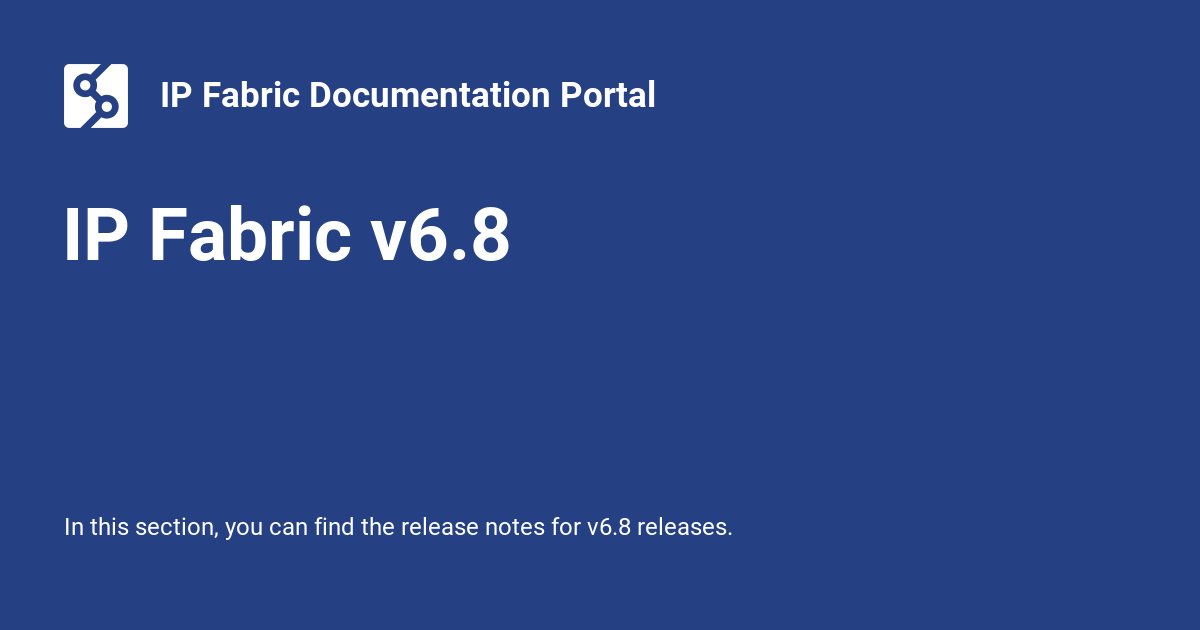 IP Fabric Documentation Portal
IP Fabric v6.8
In this section, you can find the release notes for v6.8 releases.